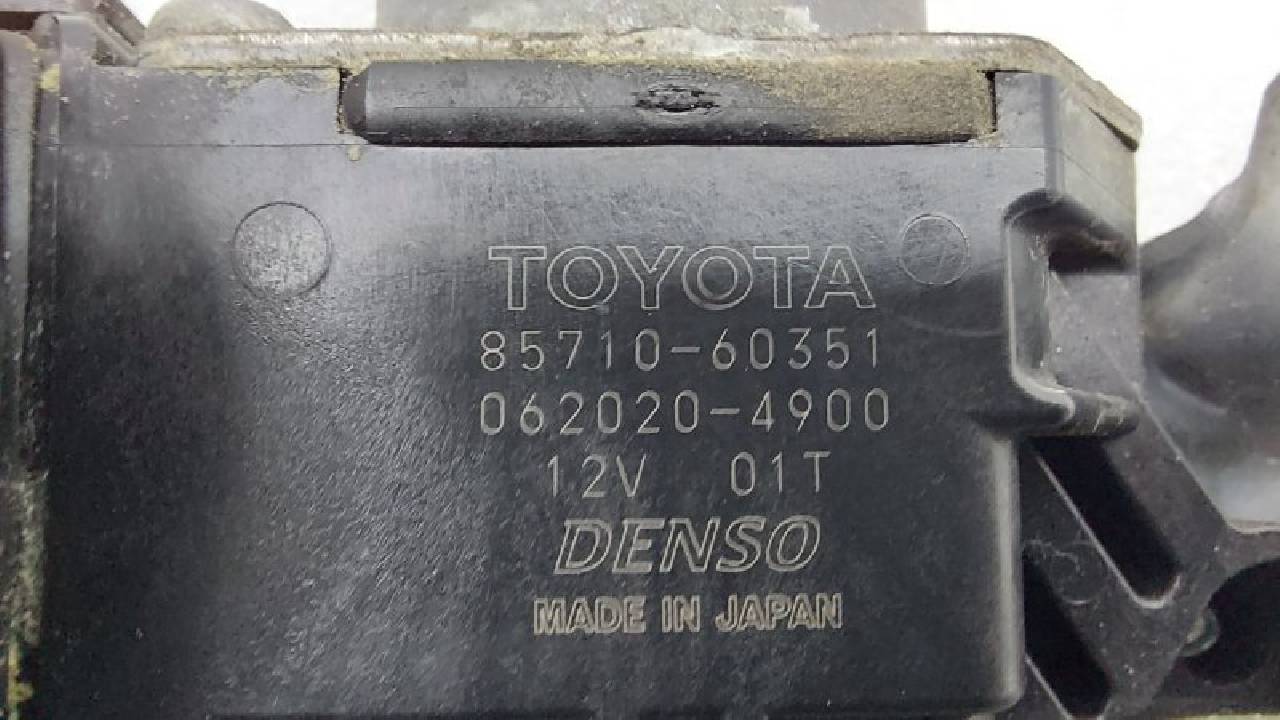 TOYOTA
85710-60351
062020-4900
12V 01T
DENSO
MADE IN JAPAN